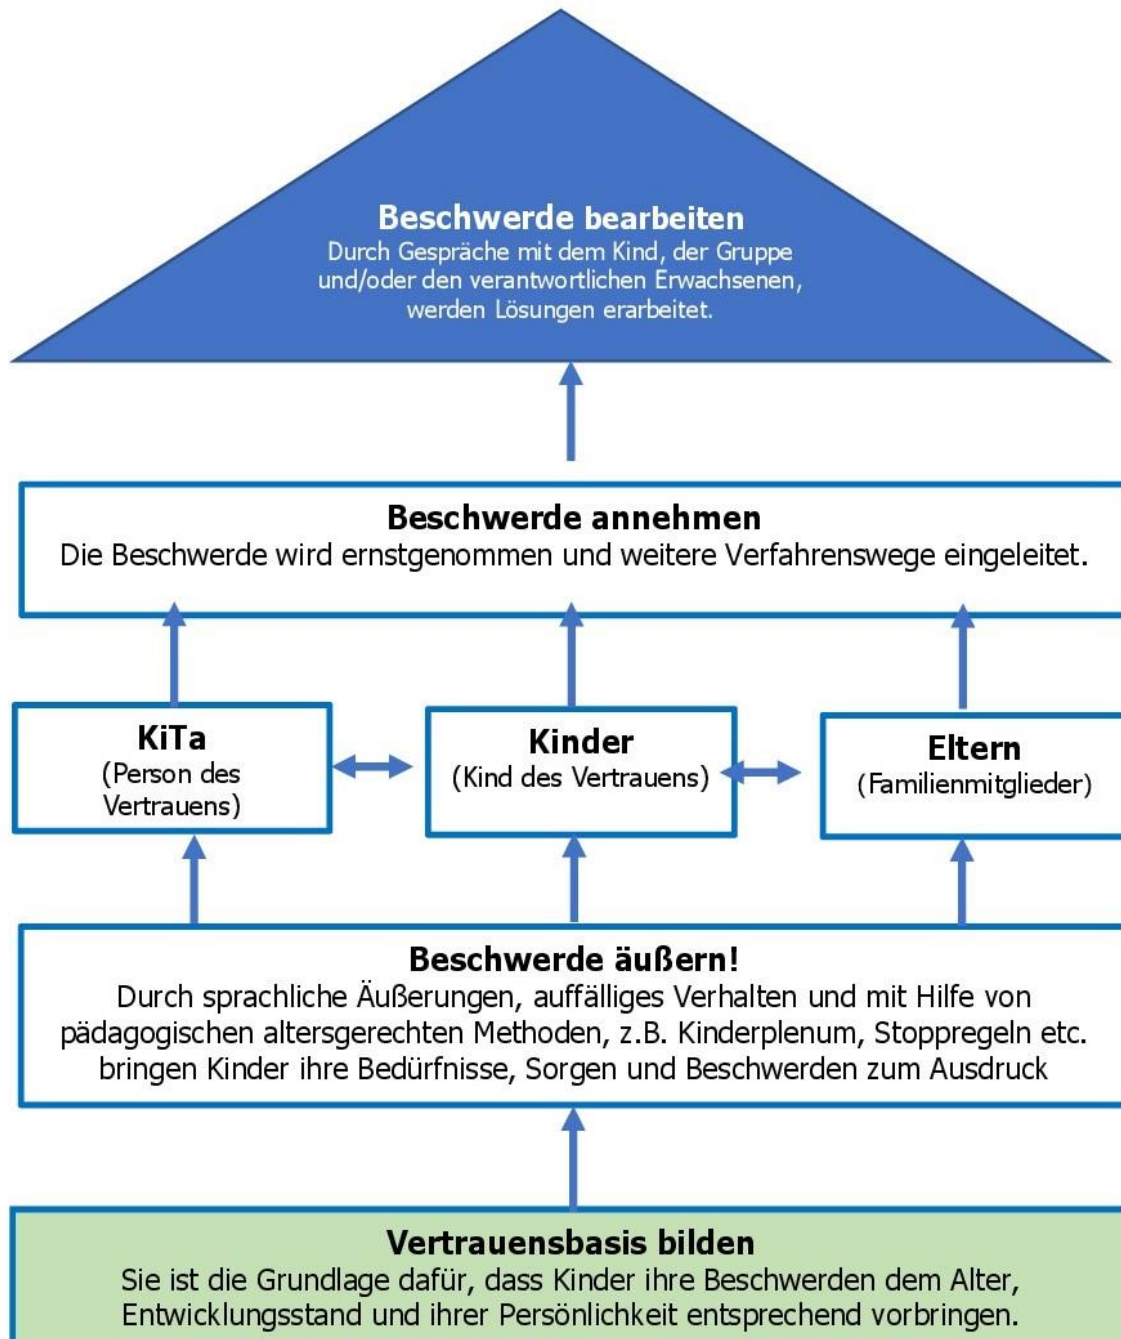 Beschwerde bearbeiten
Durch Gespräche mit dem Kind, der Gruppe
und/oder den verantwortlichen Erwachsenen,
werden Lösungen erarbeitet.
Beschwerde annehmen
Die Beschwerde wird ernstgenommen und weitere Verfahrenswege eingeleitet.
KiTa
(Person des
Vertrauens)
Kinder
(Kind des Vertrauens)
Eltern
(Familienmitglieder)
Beschwerde äußern!
Durch sprachliche Äußerungen, auffälliges Verhalten und mit Hilfe von
pädagogischen altersgerechten Methoden, z.B. Kinderplenum, Stoppregeln etc.
bringen Kinder ihre Bedürfnisse, Sorgen und Beschwerden zum Ausdruck
Vertrauensbasis bilden
Sie ist die Grundlage dafür, dass Kinder ihre Beschwerden dem Alter,
Entwicklungsstand und ihrer Persönlichkeit entsprechend vorbringen.